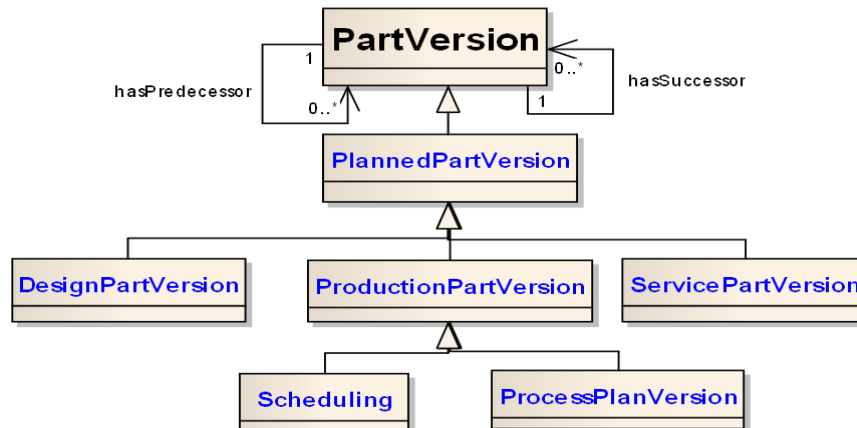 PartVersion
1
0..*
hasPredecessor
hasSuccessor
0..*
1
PlannedPartVersion
DesignPartVersion
ProductionPartVersion
ServicePartVersion
Scheduling
ProcessPlanVersion